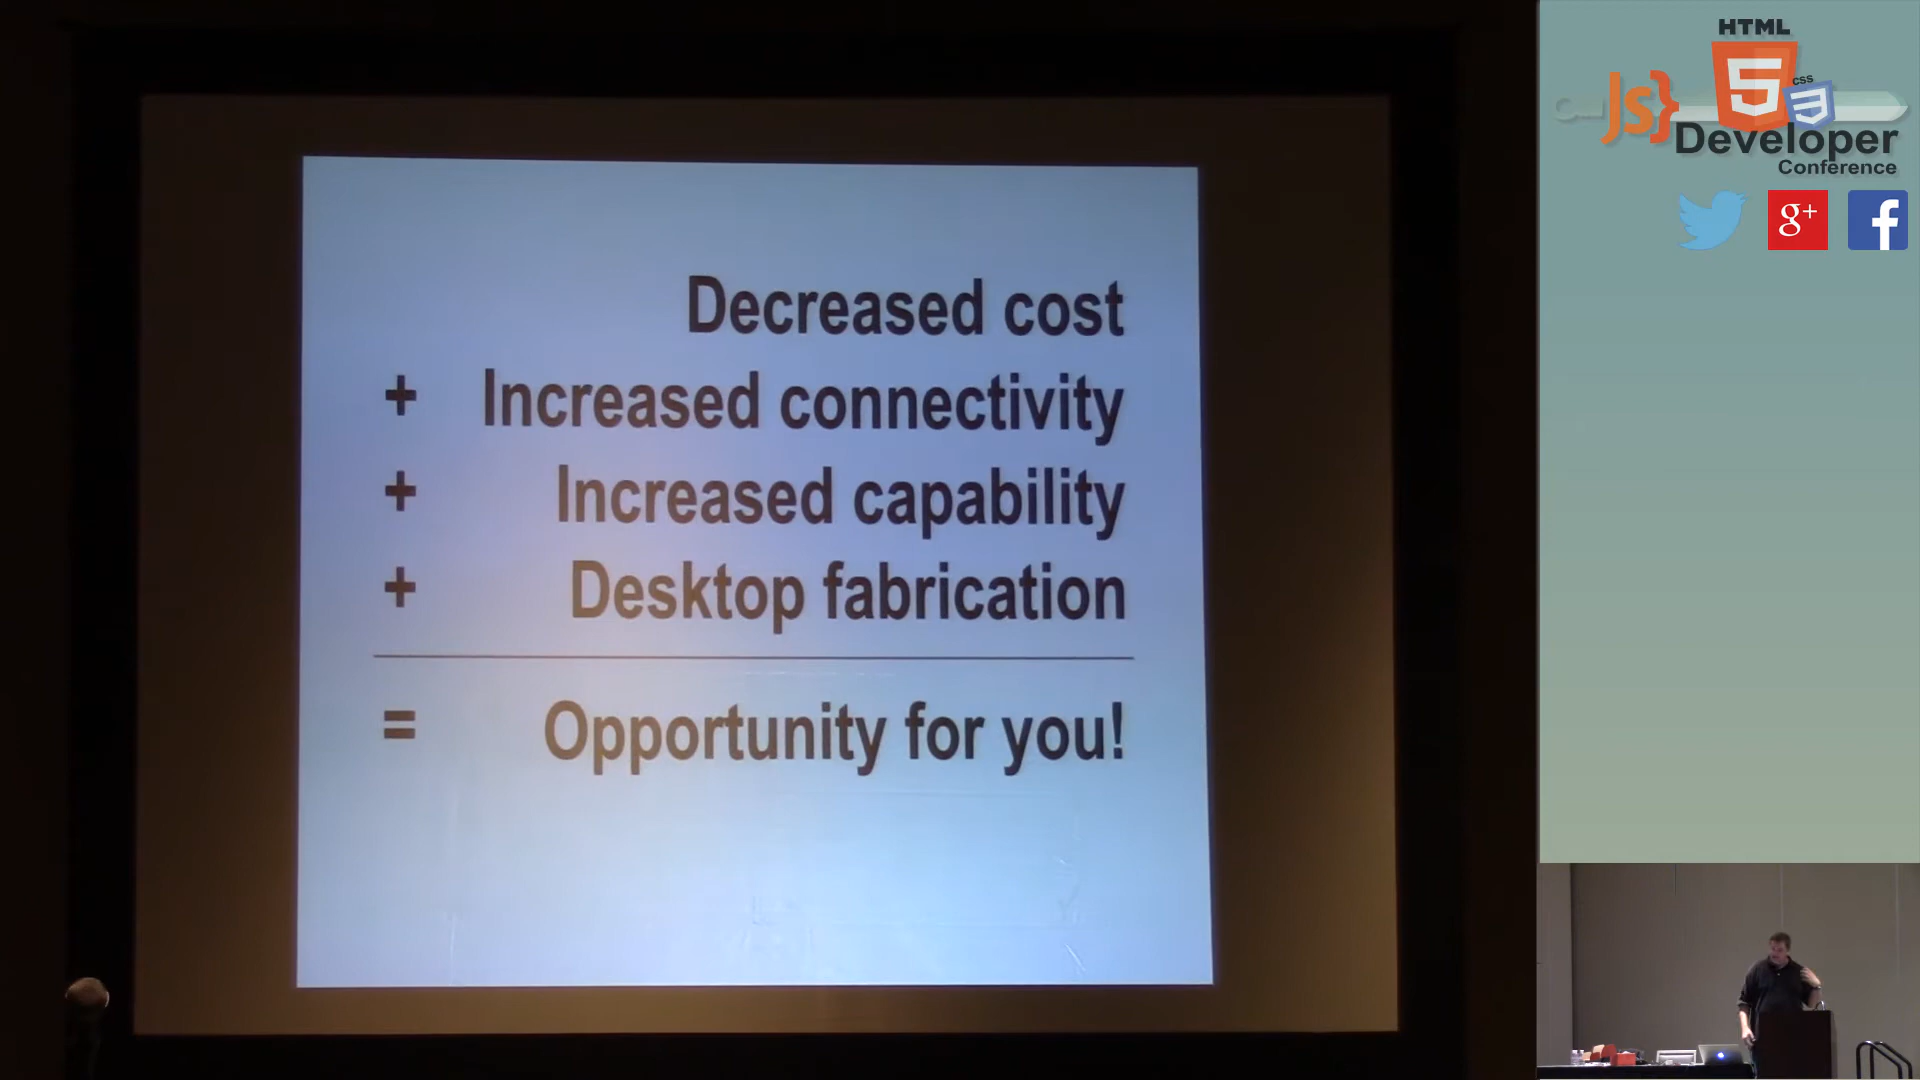 Decreased cost
+ Increased connectivity
+ Increased capability
+ Desktop fabrication
= Opportunity for you!
HTML
5
JS}
CSS
3
Developer
Conference
g+
f